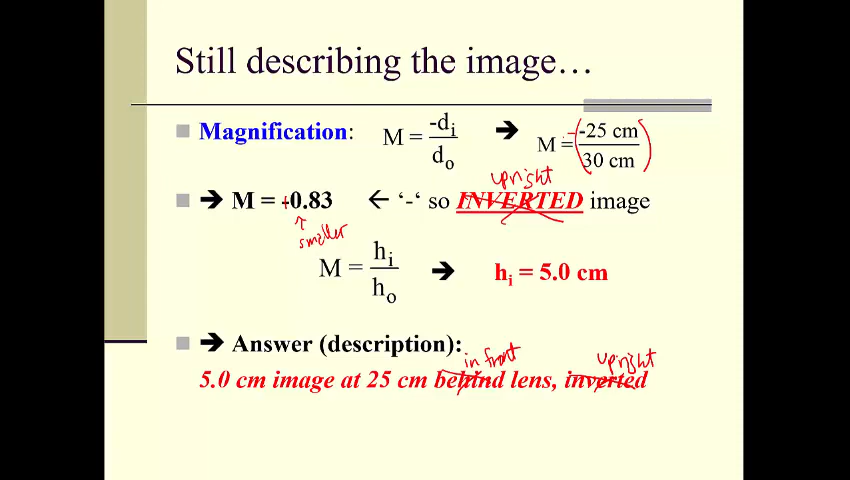 Still describing the image…
Magnification: M = -di/do ➔ M = -(-25 cm/30 cm)
upright
➔ M = +0.83 ← ‘-‘ so INVERTED image
smaller
M = hi/ho ➔ hi = 5.0 cm
➔ Answer (description):
in front upright
5.0 cm image at 25 cm behind lens, inverted